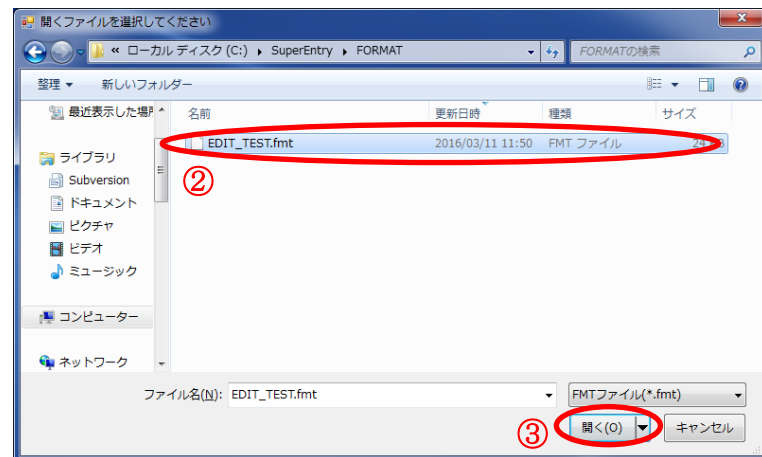 開くファイルを選択してください
« ローカル ディスク (C:) ▸ SuperEntry ▸ FORMAT
FORMATの検索
整理 ▼ 新しいフォルダー
最近表示した場所
名前 更新日時 種類 サイズ
EDIT_TEST.fmt 2016/03/11 11:50 FMT ファイル
②
ライブラリ
Subversion
ドキュメント
ピクチャ
ビデオ
ミュージック
コンピューター
ネットワーク
ファイル名(N): EDIT_TEST.fmt FMTファイル(*.fmt)
③ 開く(O) キャンセル